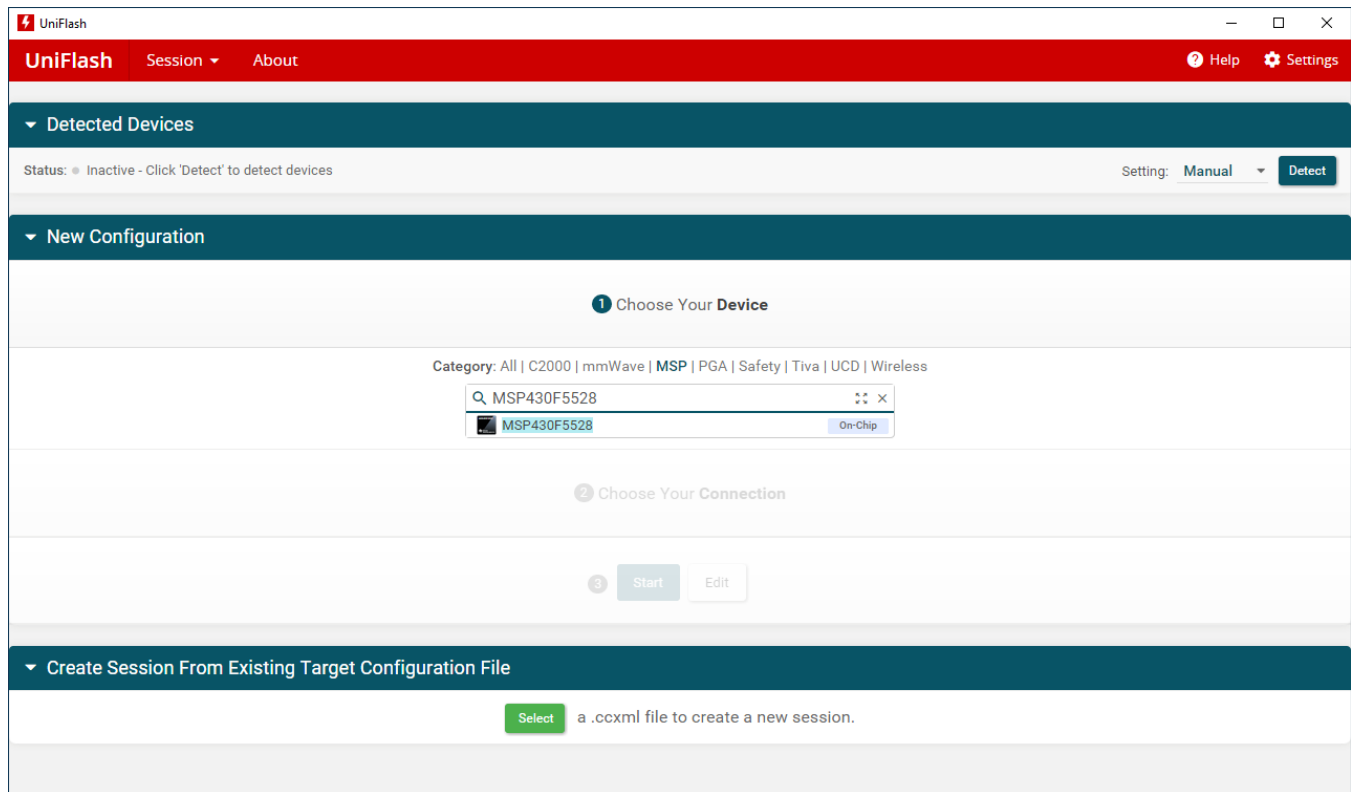 UniFlash
UniFlash Session About Help Settings
Detected Devices
Status: Inactive - Click 'Detect' to detect devices Setting: Manual Detect
New Configuration
1 Choose Your Device
Category: All | C2000 | mmWave | MSP | PGA | Safety | Tiva | UCD | Wireless
MSP430F5528
MSP430F5528 On-Chip
2 Choose Your Connection
3 Start Edit
Create Session From Existing Target Configuration File
Select a .ccxml file to create a new session.